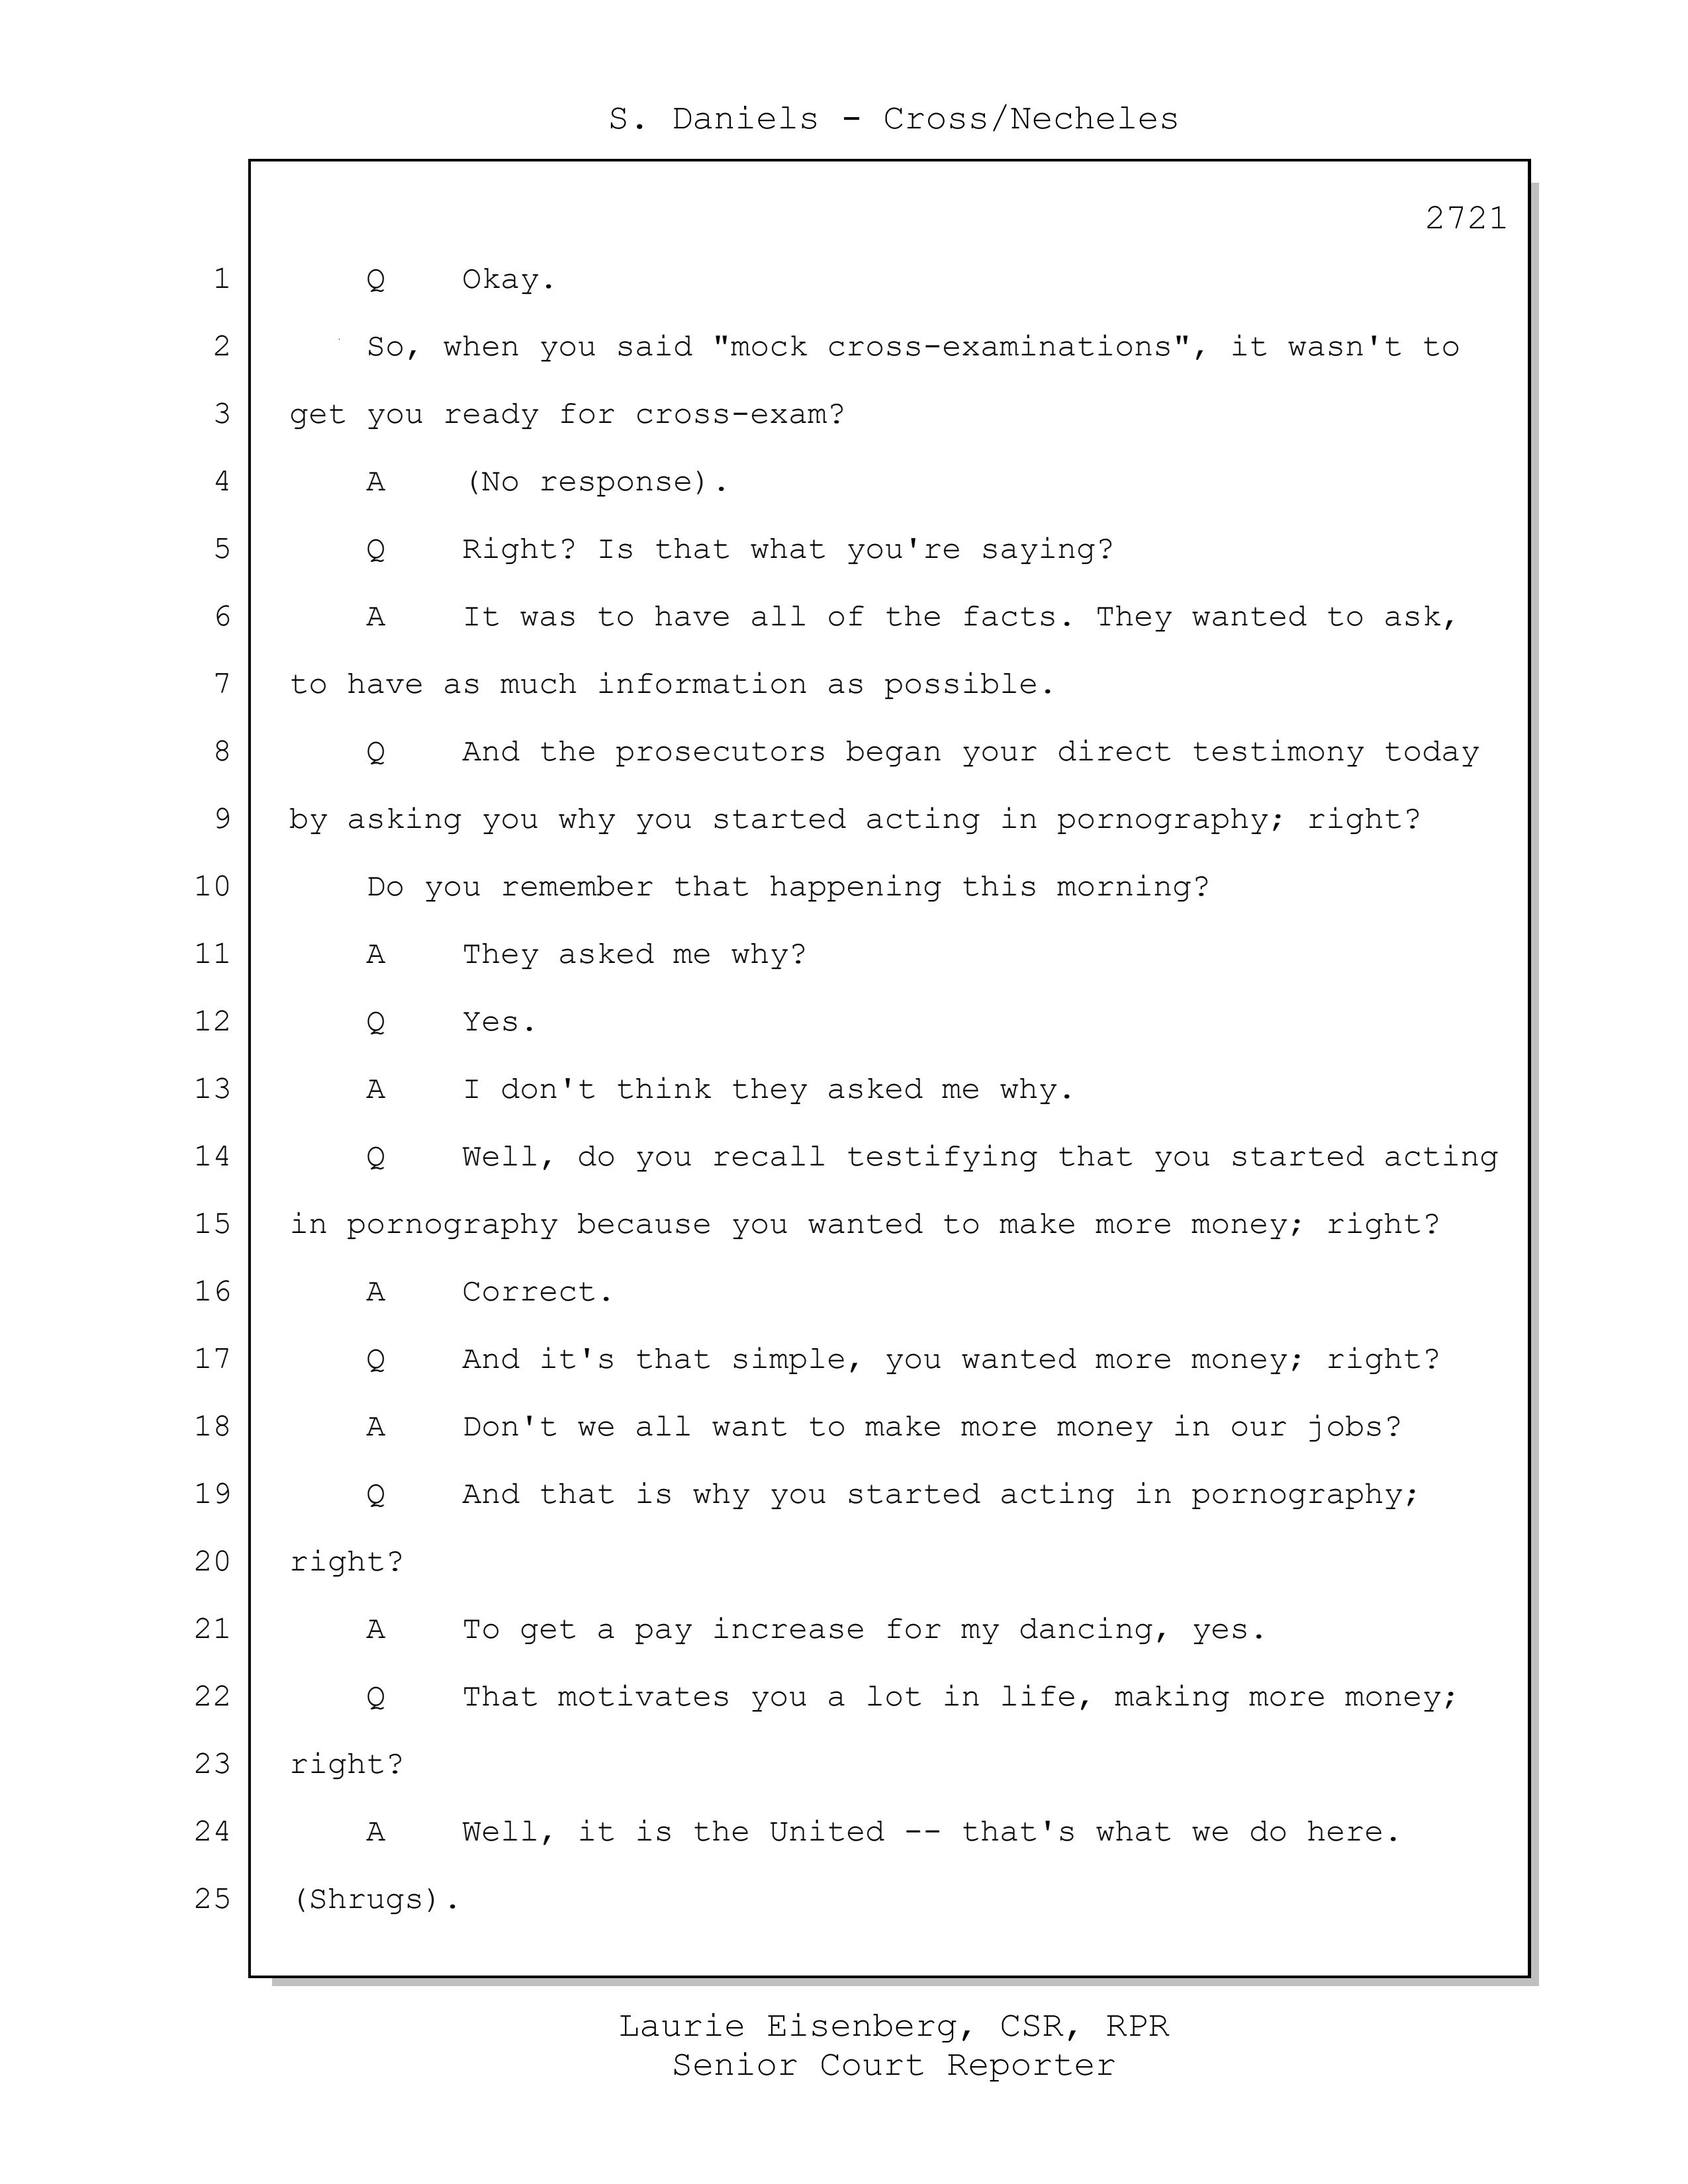 S. Daniels - Cross/Necheles
2721
1 Q Okay.
2 So, when you said "mock cross-examinations", it wasn't to
3 get you ready for cross-exam?
4 A (No response).
5 Q Right? Is that what you're saying?
6 A It was to have all of the facts. They wanted to ask,
7 to have as much information as possible.
8 Q And the prosecutors began your direct testimony today
9 by asking you why you started acting in pornography; right?
10 Do you remember that happening this morning?
11 A They asked me why?
12 Q Yes.
13 A I don't think they asked me why.
14 Q Well, do you recall testifying that you started acting
15 in pornography because you wanted to make more money; right?
16 A Correct.
17 Q And it's that simple, you wanted more money; right?
18 A Don't we all want to make more money in our jobs?
19 Q And that is why you started acting in pornography;
20 right?
21 A To get a pay increase for my dancing, yes.
22 Q That motivates you a lot in life, making more money;
23 right?
24 A Well, it is the United -- that's what we do here.
25 (Shrugs).
Laurie Eisenberg, CSR, RPR
Senior Court Reporter